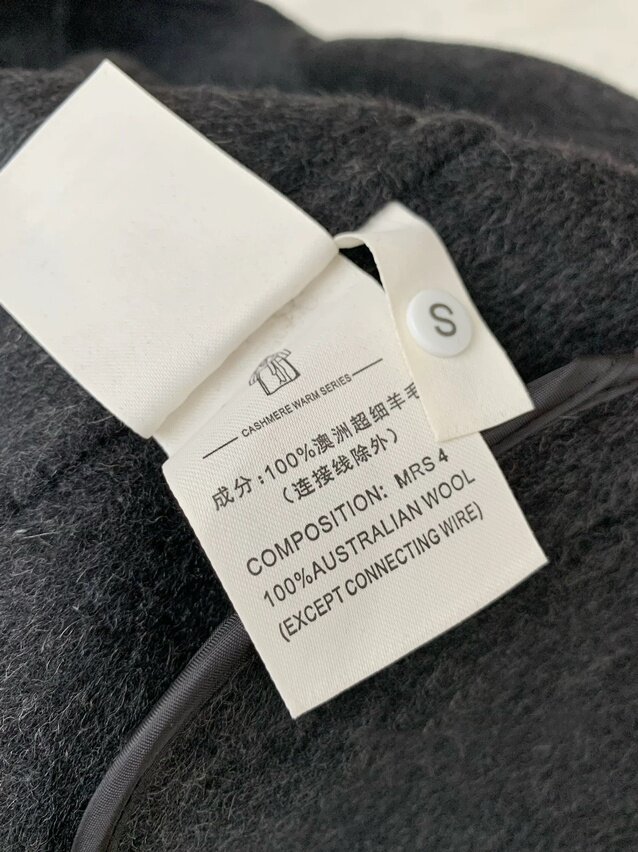 S
CASHMERE WARM SERIES
成分:100%澳洲超细羊毛
(连接线除外)
COMPOSITION: MRS 4
100%AUSTRALIAN WOOL
(EXCEPT CONNECTING WIRE)